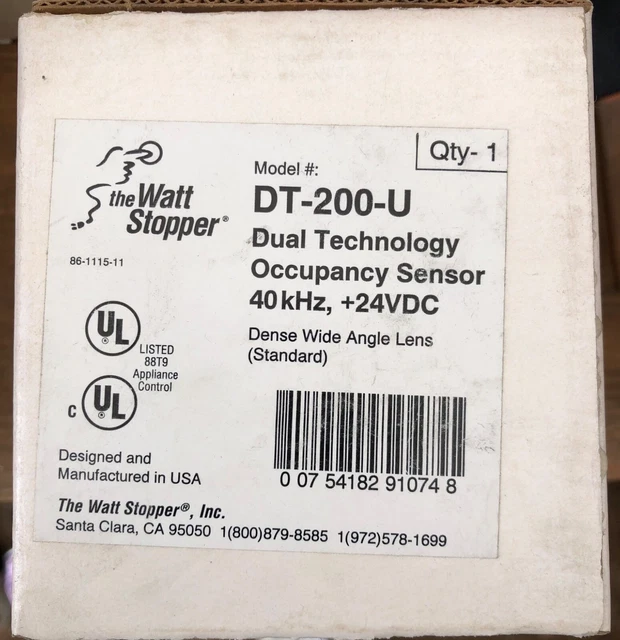 Qty- 1
the Watt
Stopper®
86-1115-11
Model #:
DT-200-U
Dual Technology
Occupancy Sensor
40kHz, +24VDC
Dense Wide Angle Lens
(Standard)
UL
®
LISTED
88T9
Appliance
Control
C UL
®
0 07 54182 91074 8
Designed and
Manufactured in USA
The Watt Stopper®, Inc.
Santa Clara, CA 95050 1(800)879-8585 1(972)578-1699